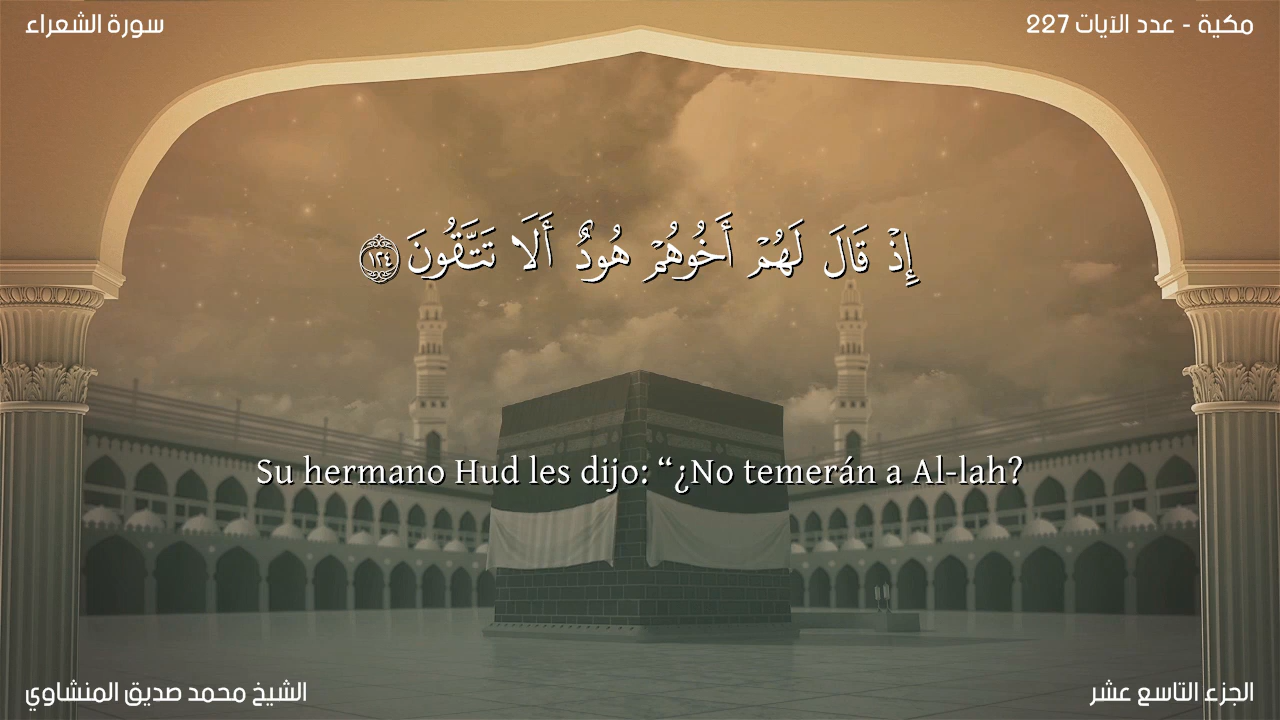 سورة الشعراء
مكية - عدد الآيات 227
إِذْ قَالَ لَهُمْ أَخُوهُمْ هُودٌ أَلَا تَتَّقُونَ ١٢٤
Su hermano Hud les dijo: “¿No temerán a Al-lah?
الشيخ محمد صديق المنشاوي
الجزء التاسع عشر